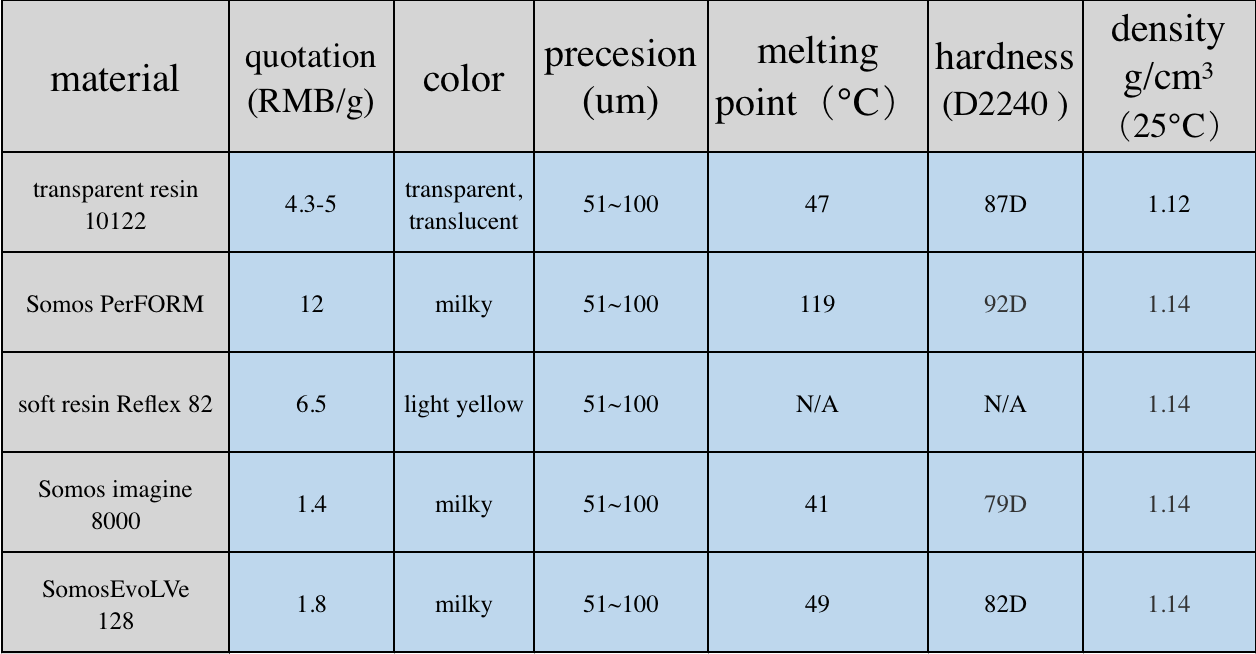 material
quotation
(RMB/g)
color
precesion
(um)
melting
point（°C）
hardness
(D2240 )
density
g/cm³
（25°C）
transparent resin
10122
4.3-5
transparent,
translucent
51~100
47
87D
1.12
Somos PerFORM
12
milky
51~100
119
92D
1.14
soft resin Reflex 82
6.5
light yellow
51~100
N/A
N/A
1.14
Somos imagine
8000
1.4
milky
51~100
41
79D
1.14
SomosEvoLVe
128
1.8
milky
51~100
49
82D
1.14